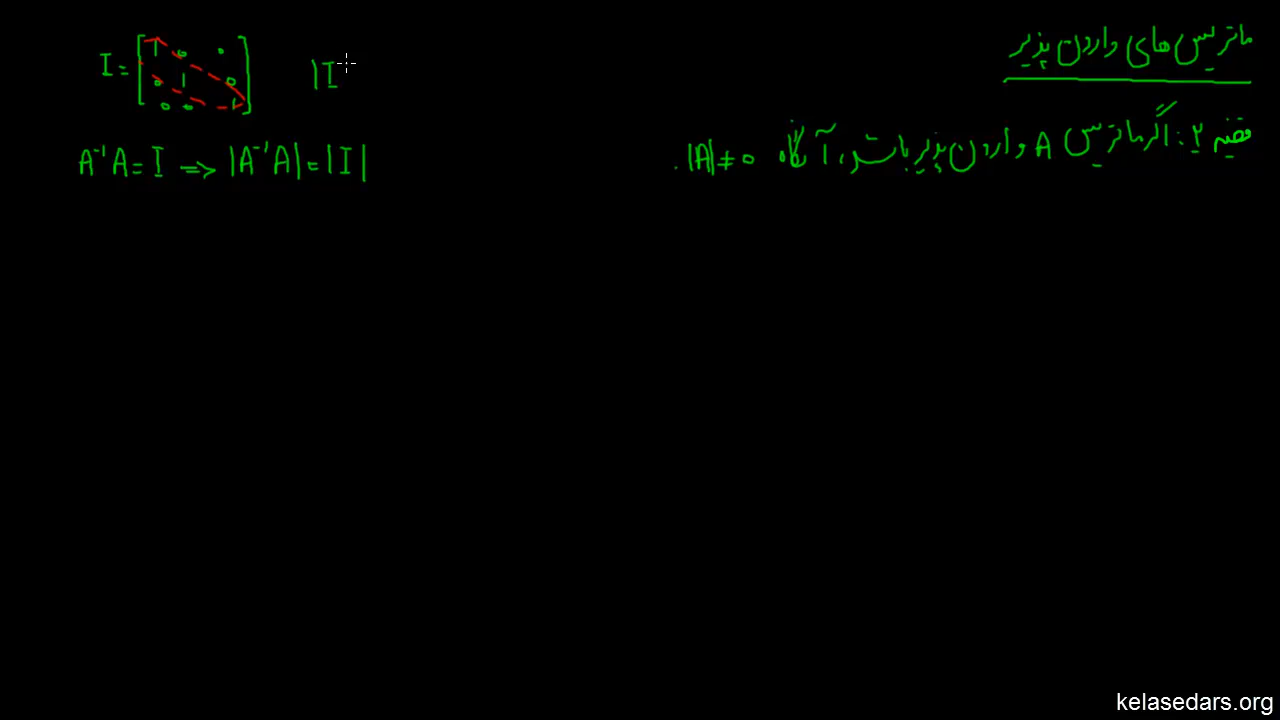 ماتریس های وارون پذیر
قضیه ۲: اگر ماتریس A وارون پذیر باشد، آنگاه |A| ≠ 0.
I = [1 0 0
0 1 0
0 0 1]
|I
A⁻¹A = I => |A⁻¹A| = |I|
kelasedars.org